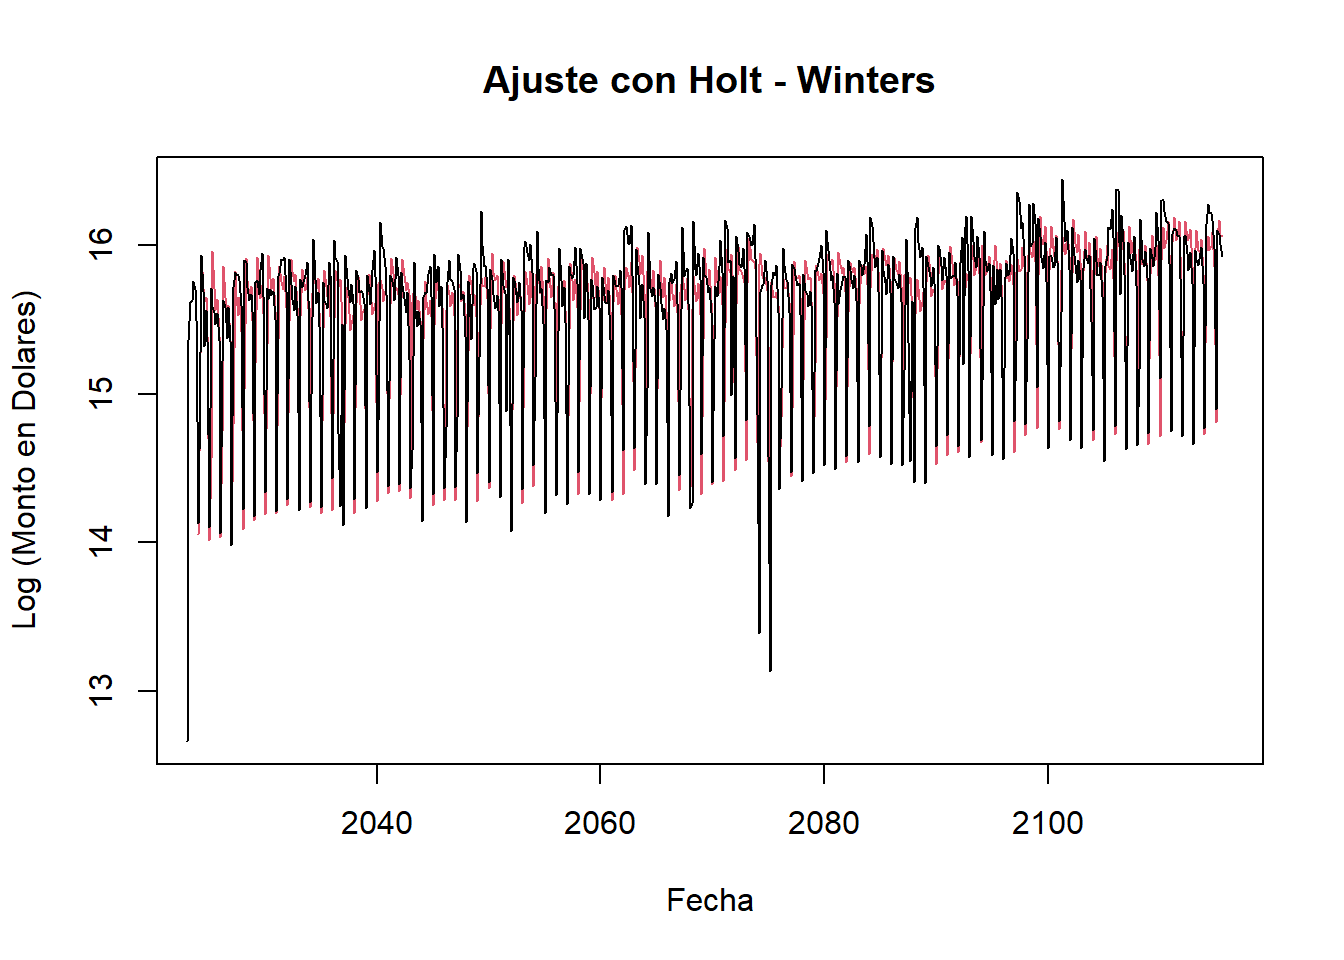 Ajuste con Holt - Winters
Log (Monto en Dolares)
16
15
14
13
2040 2060 2080 2100
Fecha